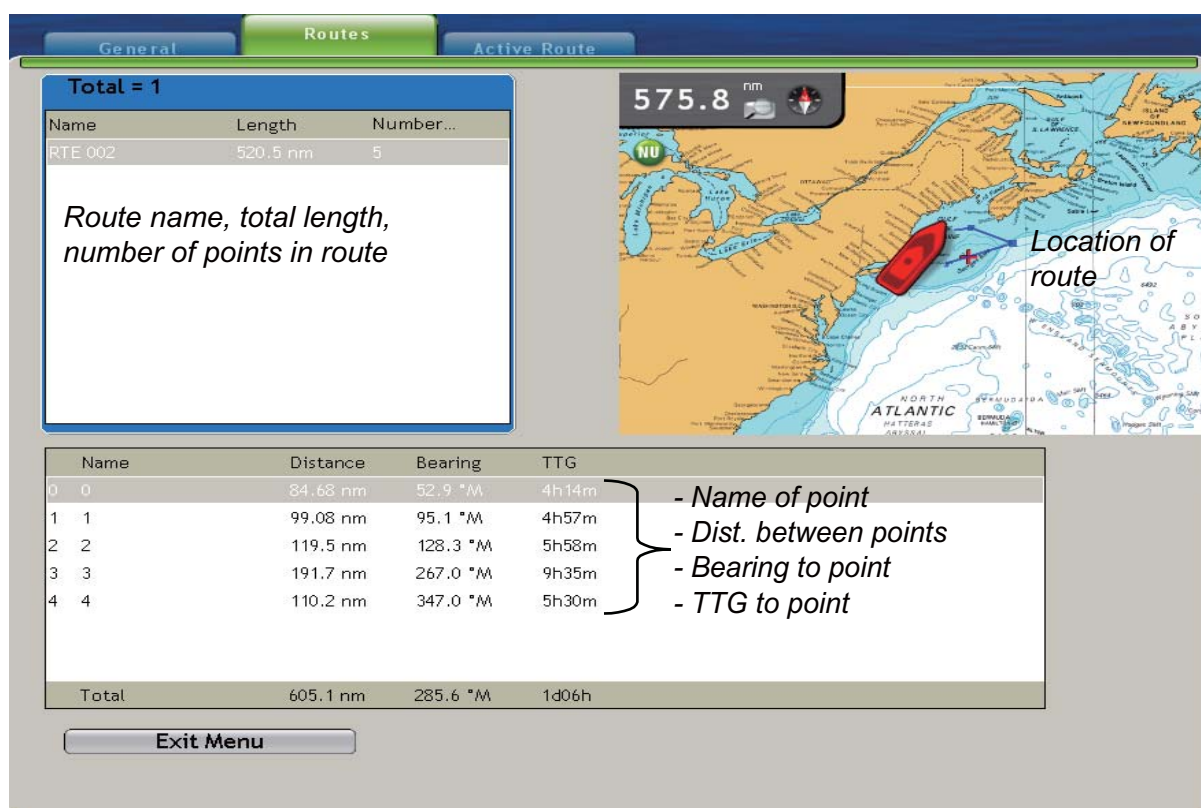 General
Routes
Active Route
Total = 1
Name Length Number...
RTE 002 520.5 nm 5
Route name, total length,
number of points in route
575.8 nm
NU
Location of
route
NORTH
ATLANTIC
HATTERAS
Name Distance Bearing TTG
0 0 84.68 nm 52.9 °M 4h14m
1 1 99.08 nm 95.1 °M 4h57m
2 2 119.5 nm 128.3 °M 5h58m
3 3 191.7 nm 267.0 °M 9h35m
4 4 110.2 nm 347.0 °M 5h30m
- Name of point
- Dist. between points
- Bearing to point
- TTG to point
Total 605.1 nm 285.6 °M 1d06h
Exit Menu